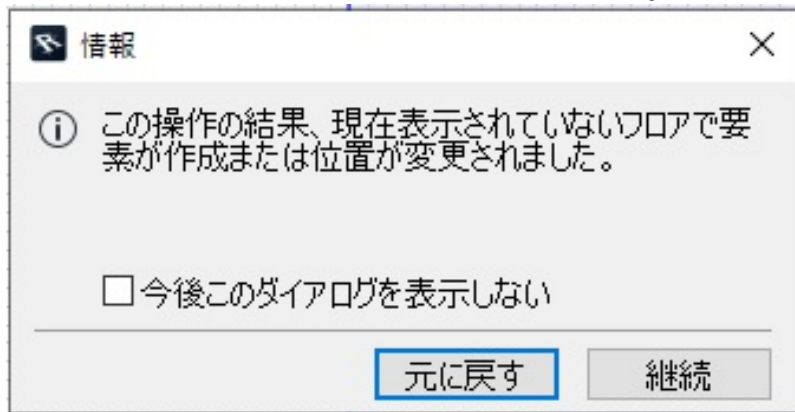 情報
この操作の結果、現在表示されていないフロアで要
素が作成または位置が変更されました。
今後このダイアログを表示しない
元に戻す
継続